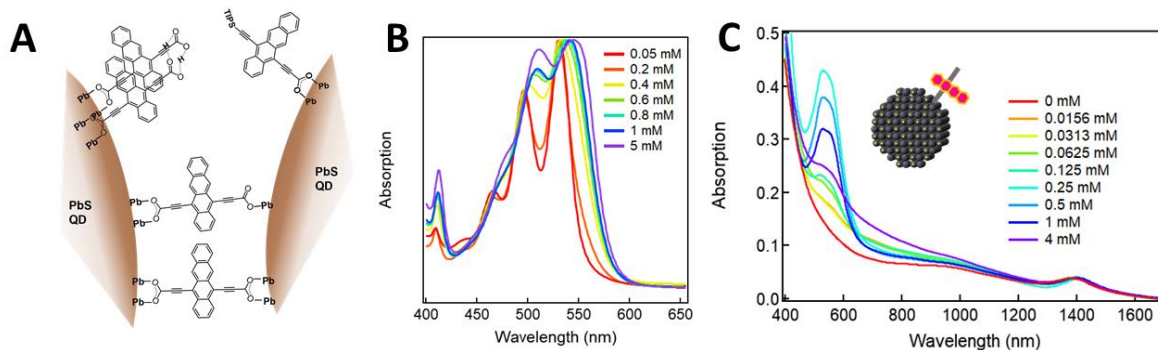 A
TIPS
H
O
O
H
O
O
Pb
O
Pb
O
Pb
O
O
Pb
O
Pb
PbS
QD
PbS
QD
Pb
O
Pb
O
O
O-Pb
Pb
O
Pb
O
O
Pb
O
Pb
B
Absorption
0.05 mM
0.2 mM
0.4 mM
0.6 mM
0.8 mM
1 mM
5 mM
400 450 500 550 600 650
Wavelength (nm)
C
Absorption
0.5
0.4
0.3
0.2
0.1
0.0
0 mM
0.0156 mM
0.0313 mM
0.0625 mM
0.125 mM
0.25 mM
0.5 mM
1 mM
4 mM
400 600 800 1000 1200 1400 1600
Wavelength (nm)